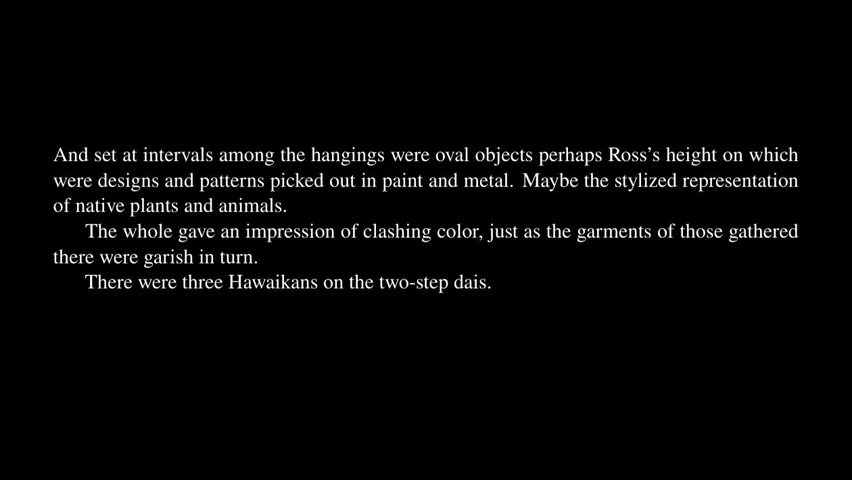 And set at intervals among the hangings were oval objects perhaps Ross's height on which
were designs and patterns picked out in paint and metal. Maybe the stylized representation
of native plants and animals.
The whole gave an impression of clashing color, just as the garments of those gathered
there were garish in turn.
There were three Hawaikans on the two-step dais.